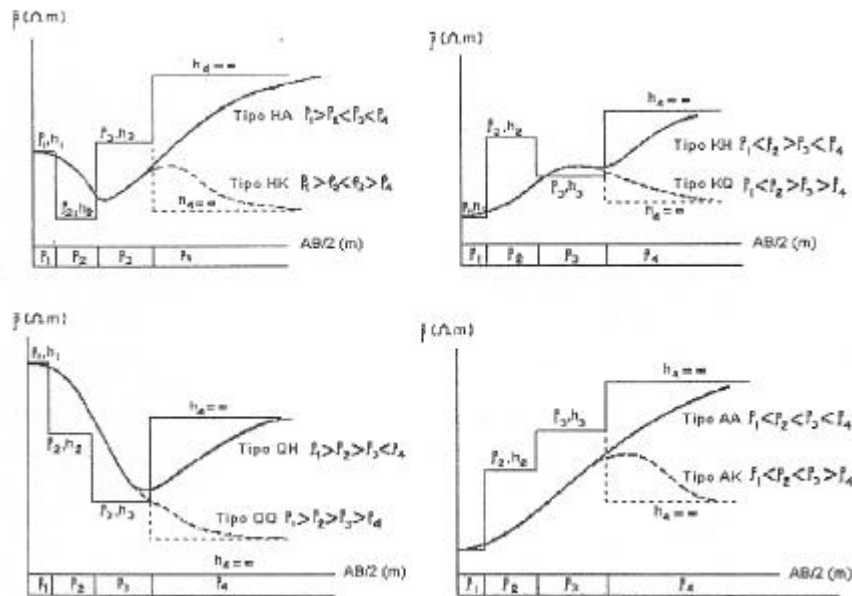 ρ̄ (Ω.m)
h₄ = ∞
Tipo HA ρ₁>ρ₂<ρ₃<ρ₄
ρ₃,h₃
ρ₁,h₁
Tipo HK ρ₁>ρ₂<ρ₃>ρ₄
ρ₂,h₂
h₄ = ∞
AB/2 (m)
ρ₁ ρ₂ ρ₃ ρ₄
ρ̄ (Ω.m)
h₄ = ∞
ρ₂,h₂
Tipo KH ρ₁<ρ₂>ρ₃<ρ₄
Tipo KQ ρ₁<ρ₂>ρ₃>ρ₄
ρ₃,h₃
ρ₁,h₁
h₄ = ∞
AB/2 (m)
ρ₁ ρ₂ ρ₃ ρ₄
ρ̄ (Ω.m)
ρ₁,h₁
h₄ = ∞
ρ₂,h₂
Tipo QH ρ₁>ρ₂>ρ₃<ρ₄
ρ₃,h₃
Tipo QQ ρ₁>ρ₂>ρ₃>ρ₄
h₄ = ∞
AB/2 (m)
ρ₁ ρ₂ ρ₃ ρ₄
ρ̄ (Ω.m)
h₄ = ∞
ρ₃,h₃
Tipo AA ρ₁<ρ₂<ρ₃<ρ₄
ρ₂,h₂
Tipo AK ρ₁<ρ₂<ρ₃>ρ₄
h₄ = ∞
AB/2 (m)
ρ₁ ρ₂ ρ₃ ρ₄